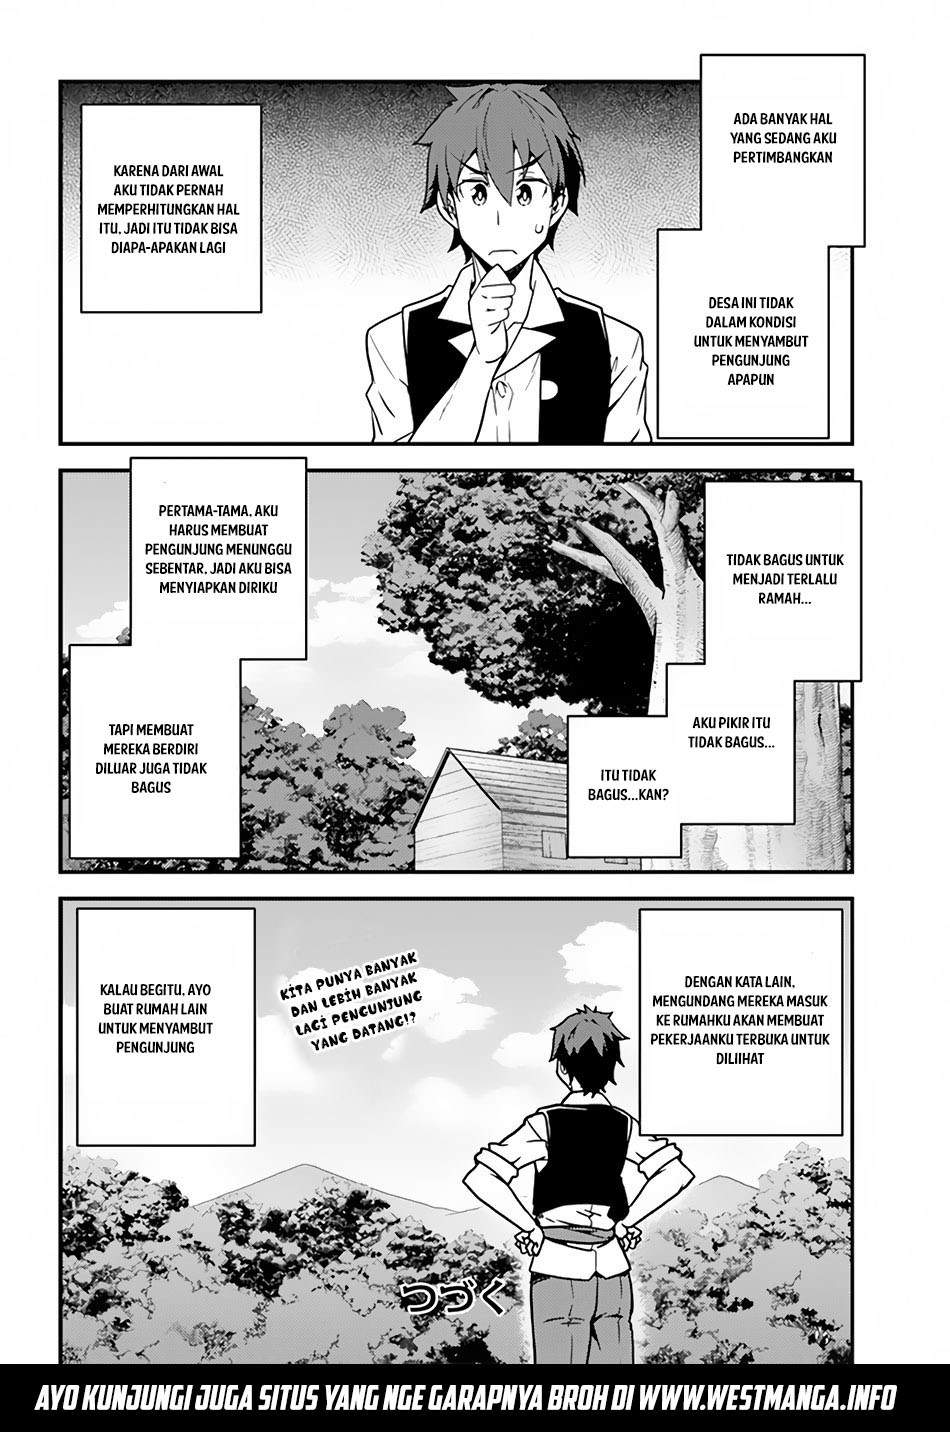 ADA BANYAK HAL
YANG SEDANG AKU
PERTIMBANGKAN
DESA INI TIDAK
DALAM KONDISI
UNTUK MENYAMBUT
PENGUNJUNG
APAPUN
KARENA DARI AWAL
AKU TIDAK PERNAH
MEMPERHITUNGKAN HAL
ITU, JADI ITU TIDAK BISA
DIAPA-APAKAN LAGI
TIDAK BAGUS UNTUK
MENJADI TERLALU
RAMAH...
AKU PIKIR ITU
TIDAK BAGUS...
ITU TIDAK
BAGUS...KAN?
PERTAMA-TAMA, AKU
HARUS MEMBUAT
PENGUNJUNG MENUNGGU
SEBENTAR, JADI AKU BISA
MENYIAPKAN DIRIKU
TAPI MEMBUAT
MEREKA BERDIRI
DILUAR JUGA TIDAK
BAGUS
DENGAN KATA LAIN,
MENGUNDANG MEREKA MASUK
KE RUMAHKU AKAN MEMBUAT
PEKERJAANKU TERBUKA UNTUK
DILIIHAT
KITA PUNYA BANYAK
DAN LEBIH BANYAK
LAGI PENGUNJUNG
YANG DATANG!?
KALAU BEGITU, AYO
BUAT RUMAH LAIN
UNTUK MENYAMBUT
PENGUNJUNG
つづく
AYO KUNJUNGI JUGA SITUS YANG NGE GARAPNYA BROH DI WWW.WESTMANGA.INFO